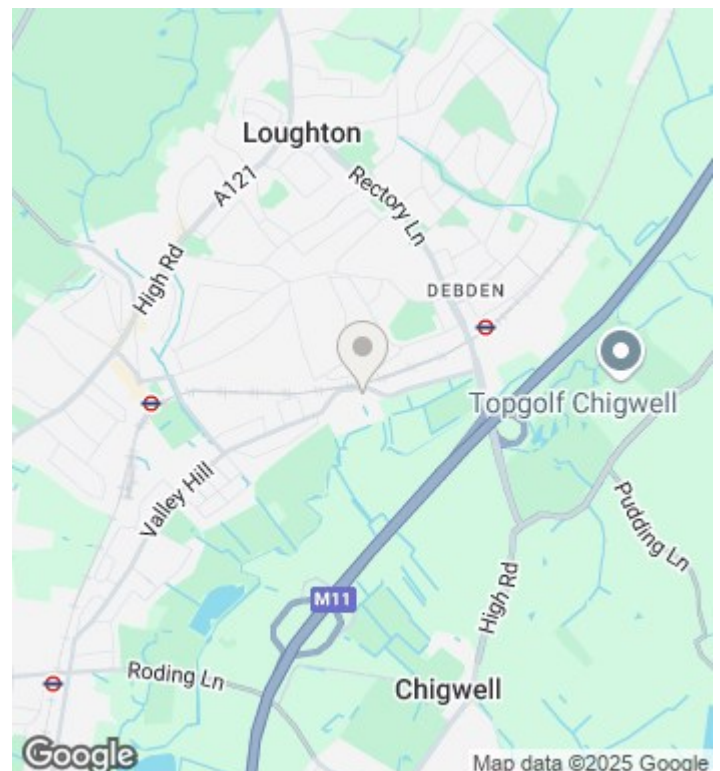 Loughton
A121
Rectory Ln
High Rd
DEBDEN
Topgolf Chigwell
Valley Hill
Pudding Ln
M11
High Rd
Roding Ln
Chigwell
Google
Map data ©2025 Google